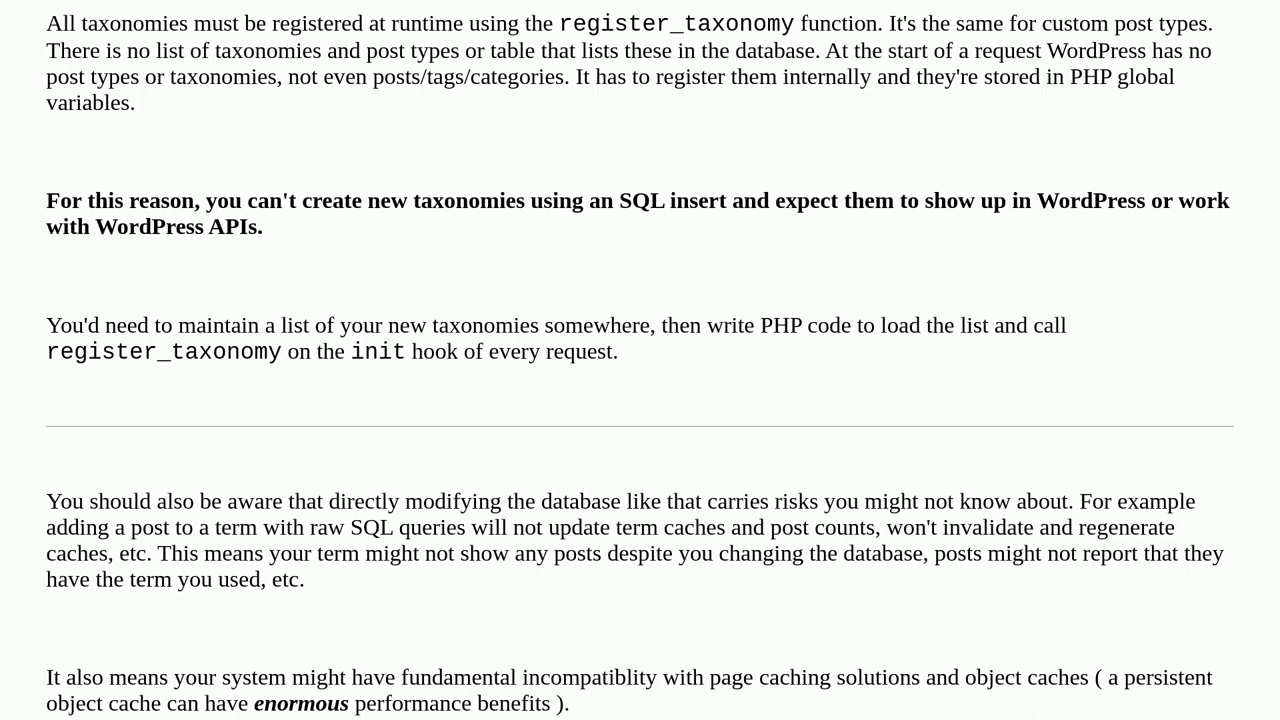 All taxonomies must be registered at runtime using the register_taxonomy function. It's the same for custom post types.
There is no list of taxonomies and post types or table that lists these in the database. At the start of a request WordPress has no
post types or taxonomies, not even posts/tags/categories. It has to register them internally and they're stored in PHP global
variables.
For this reason, you can't create new taxonomies using an SQL insert and expect them to show up in WordPress or work
with WordPress APIs.
You'd need to maintain a list of your new taxonomies somewhere, then write PHP code to load the list and call
register_taxonomy on the init hook of every request.
You should also be aware that directly modifying the database like that carries risks you might not know about. For example
adding a post to a term with raw SQL queries will not update term caches and post counts, won't invalidate and regenerate
caches, etc. This means your term might not show any posts despite you changing the database, posts might not report that they
have the term you used, etc.
It also means your system might have fundamental incompatiblity with page caching solutions and object caches ( a persistent
object cache can have enormous performance benefits ).